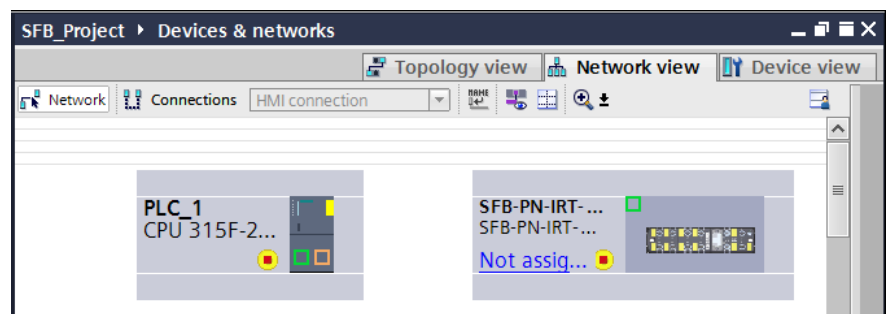 SFB_Project ▸ Devices & networks
Topology view Network view Device view
Network Connections HMI connection NAME
PLC_1
CPU 315F-2...
SFB-PN-IRT-...
SFB-PN-IRT-...
Not assig...